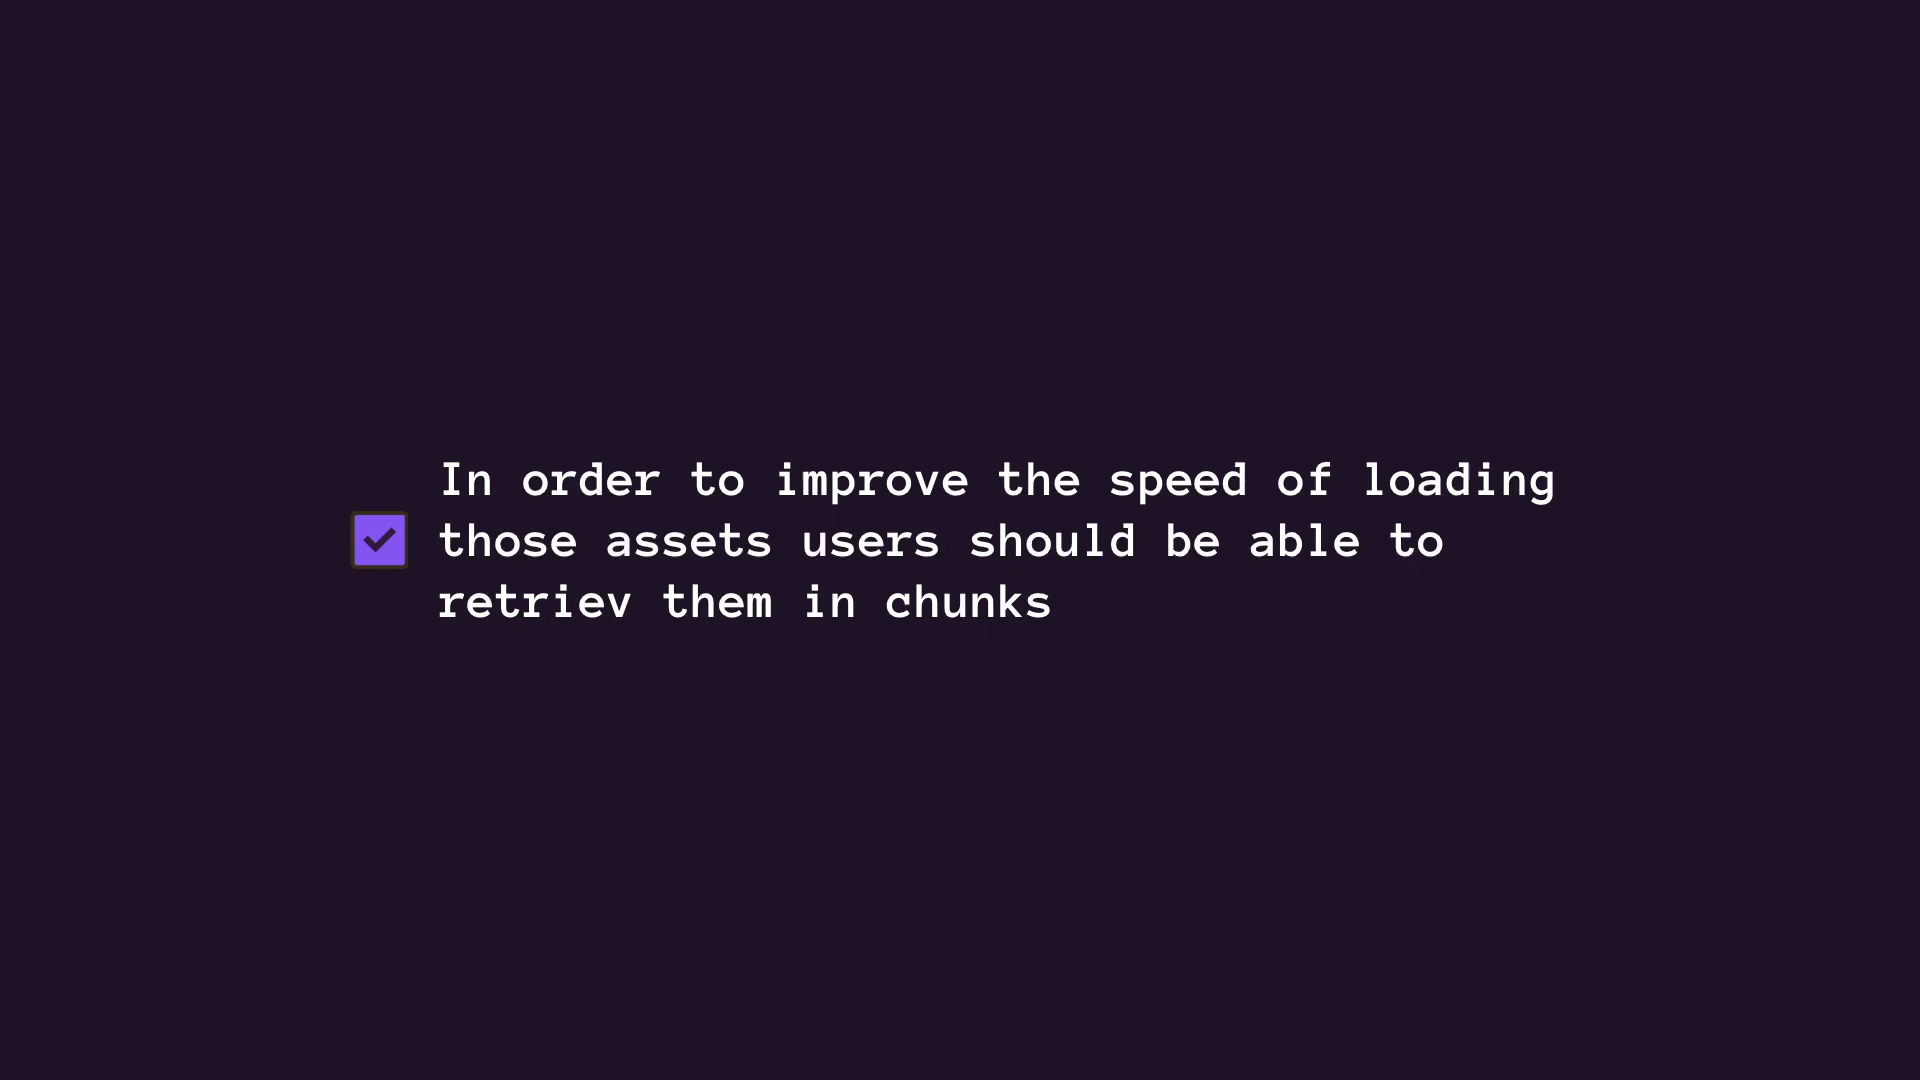 In order to improve the speed of loading
those assets users should be able to
retriev them in chunks